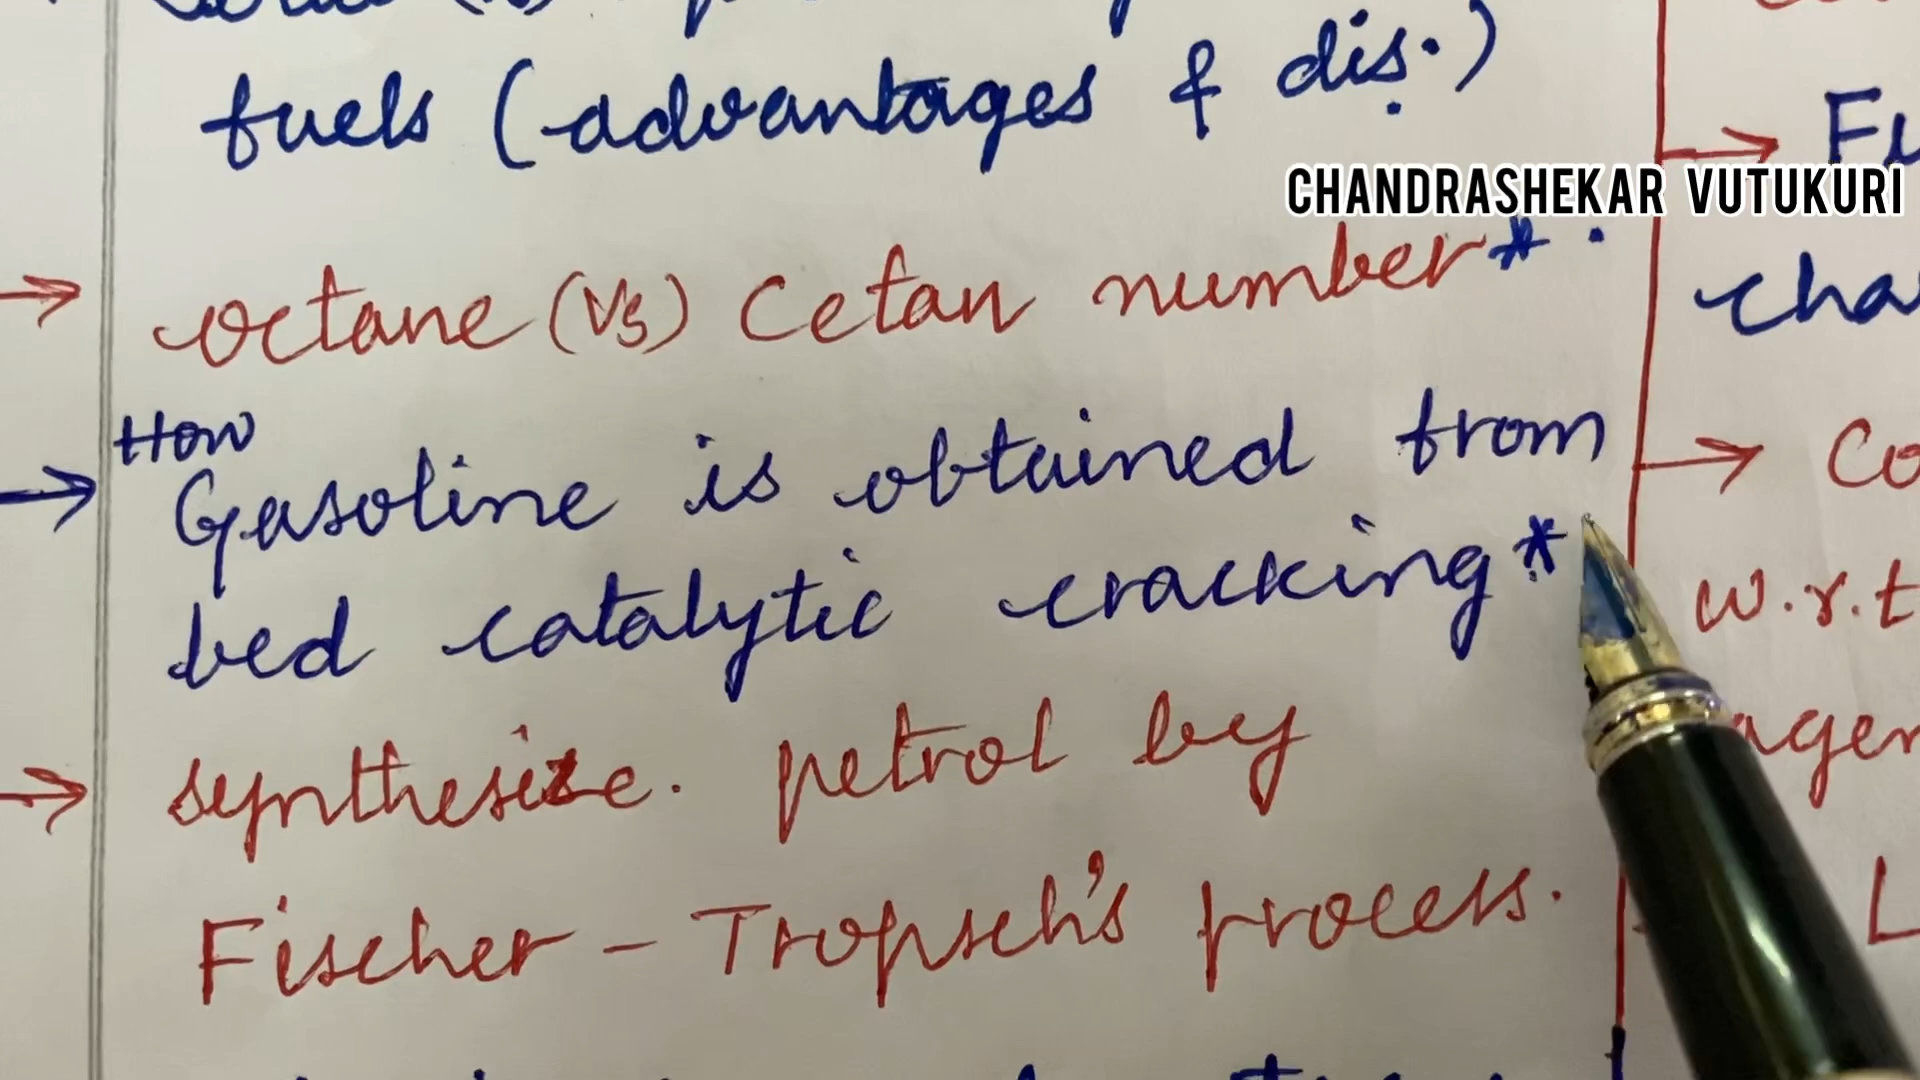 fuels (advantages & dis.)
CHANDRASHEKAR VUTUKURI
→ octane (Vs) Cetan number*.
How
→ Gasoline is obtained from
bed catalytic cracking*
→ synthesize. petrol by
Fischer - Tropsch's process.
→ Fu
cha
→ Co
w.r.t
agen
L